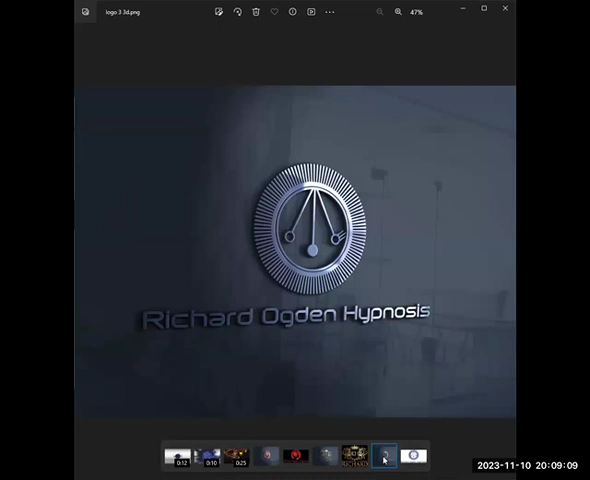 logo 3 3d.png
47%
Richard Ogden Hypnosis
0:12
0:10
0:25
RICHARD
2023-11-10 20:09:09